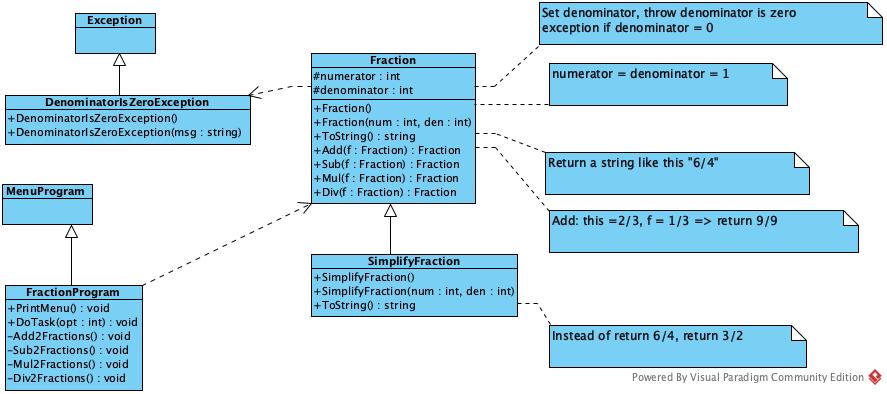 Exception
DenominatorIsZeroException
+DenominatorIsZeroException()
+DenominatorIsZeroException(msg : string)
MenuProgram
FractionProgram
+PrintMenu() : void
+DoTask(opt : int) : void
-Add2Fractions() : void
-Sub2Fractions() : void
-Mul2Fractions() : void
-Div2Fractions() : void
Fraction
#numerator : int
#denominator : int
+Fraction()
+Fraction(num : int, den : int)
+ToString() : string
+Add(f : Fraction) : Fraction
+Sub(f : Fraction) : Fraction
+Mul(f : Fraction) : Fraction
+Div(f : Fraction) : Fraction
SimplifyFraction
+SimplifyFraction()
+SimplifyFraction(num : int, den : int)
+ToString() : string
Set denominator, throw denominator is zero
exception if denominator = 0
numerator = denominator = 1
Return a string like this "6/4"
Add: this =2/3, f = 1/3 => return 9/9
Instead of return 6/4, return 3/2
Powered By Visual Paradigm Community Edition